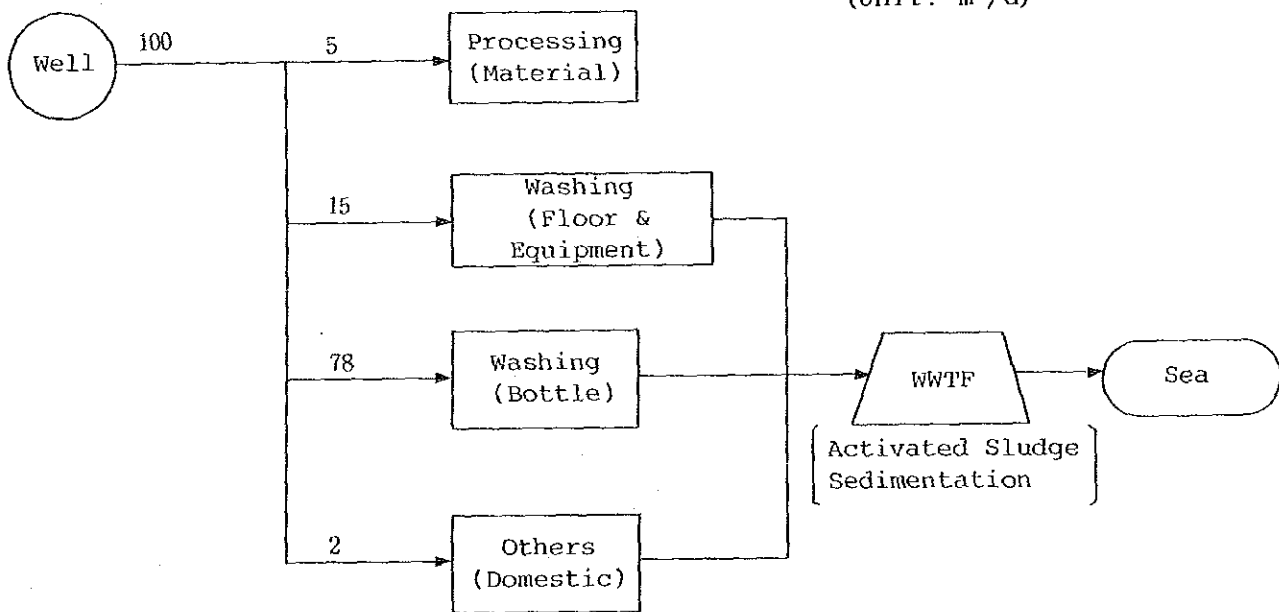 (Unit: m³/d)
Well
100
5
Processing
(Material)
15
Washing
(Floor &
Equipment)
78
Washing
(Bottle)
WWTF
Sea
Activated Sludge
Sedimentation
2
Others
(Domestic)